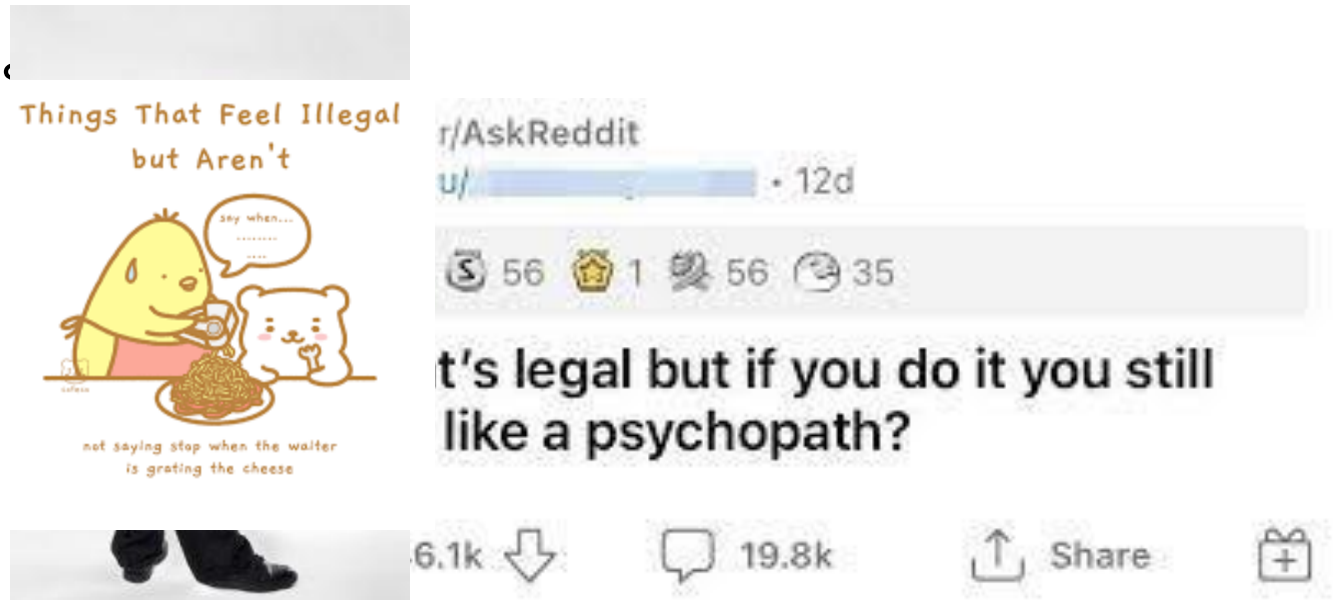 Things That Feel Illegal
but Aren't
say when...
........
....
not saying stop when the waiter
is grating the cheese
r/AskReddit
u/
• 12d
56 1 56 35
t's legal but if you do it you still
like a psychopath?
6.1k
19.8k
Share